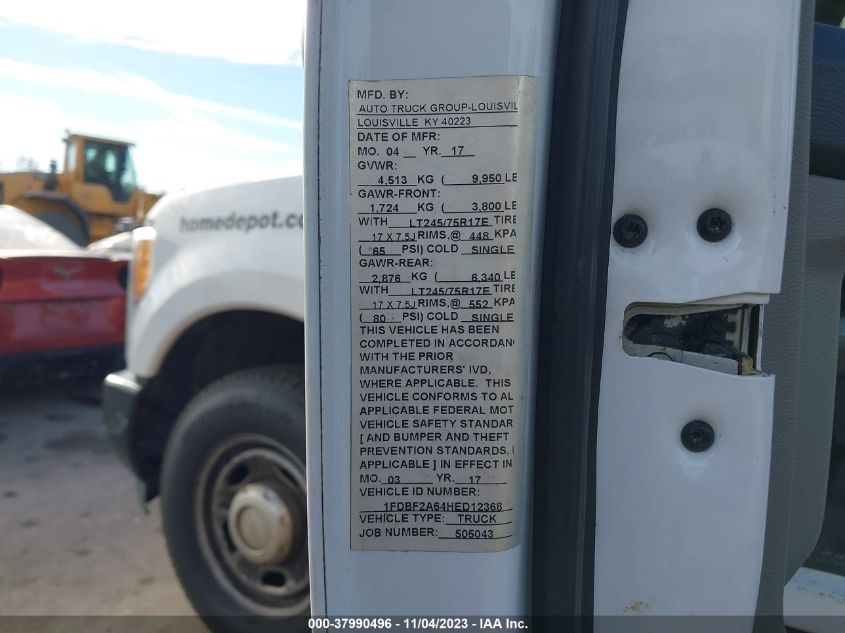 homedepot.c
MFD. BY:
AUTO TRUCK GROUP-LOUISVIL
LOUISVILLE KY 40223
DATE OF MFR:
MO. 04 YR. 17
GVWR:
4,513 KG ( 9,950 LE
GAWR-FRONT:
1,724 KG ( 3,800 LE
WITH LT245/75R17E TIRE
17 X 7.5J RIMS,@ 448 KPA
( 65 PSI) COLD SINGLE
GAWR-REAR:
2,876 KG ( 6,340 LE
WITH LT245/75R17E TIRE
17 X 7.5J RIMS,@ 552 KPA
( 80 PSI) COLD SINGLE
THIS VEHICLE HAS BEEN
COMPLETED IN ACCORDAN
WITH THE PRIOR
MANUFACTURERS' IVD,
WHERE APPLICABLE. THIS
VEHICLE CONFORMS TO AL
APPLICABLE FEDERAL MOT
VEHICLE SAFETY STANDAR
[ AND BUMPER AND THEFT
PREVENTION STANDARDS, I
APPLICABLE ] IN EFFECT IN
MO. 03 YR. 17
VEHICLE ID NUMBER:
1FDBF2A64HED12368
VEHICLE TYPE: TRUCK
JOB NUMBER: 505043
000-37990496 - 11/04/2023 - IAA Inc.